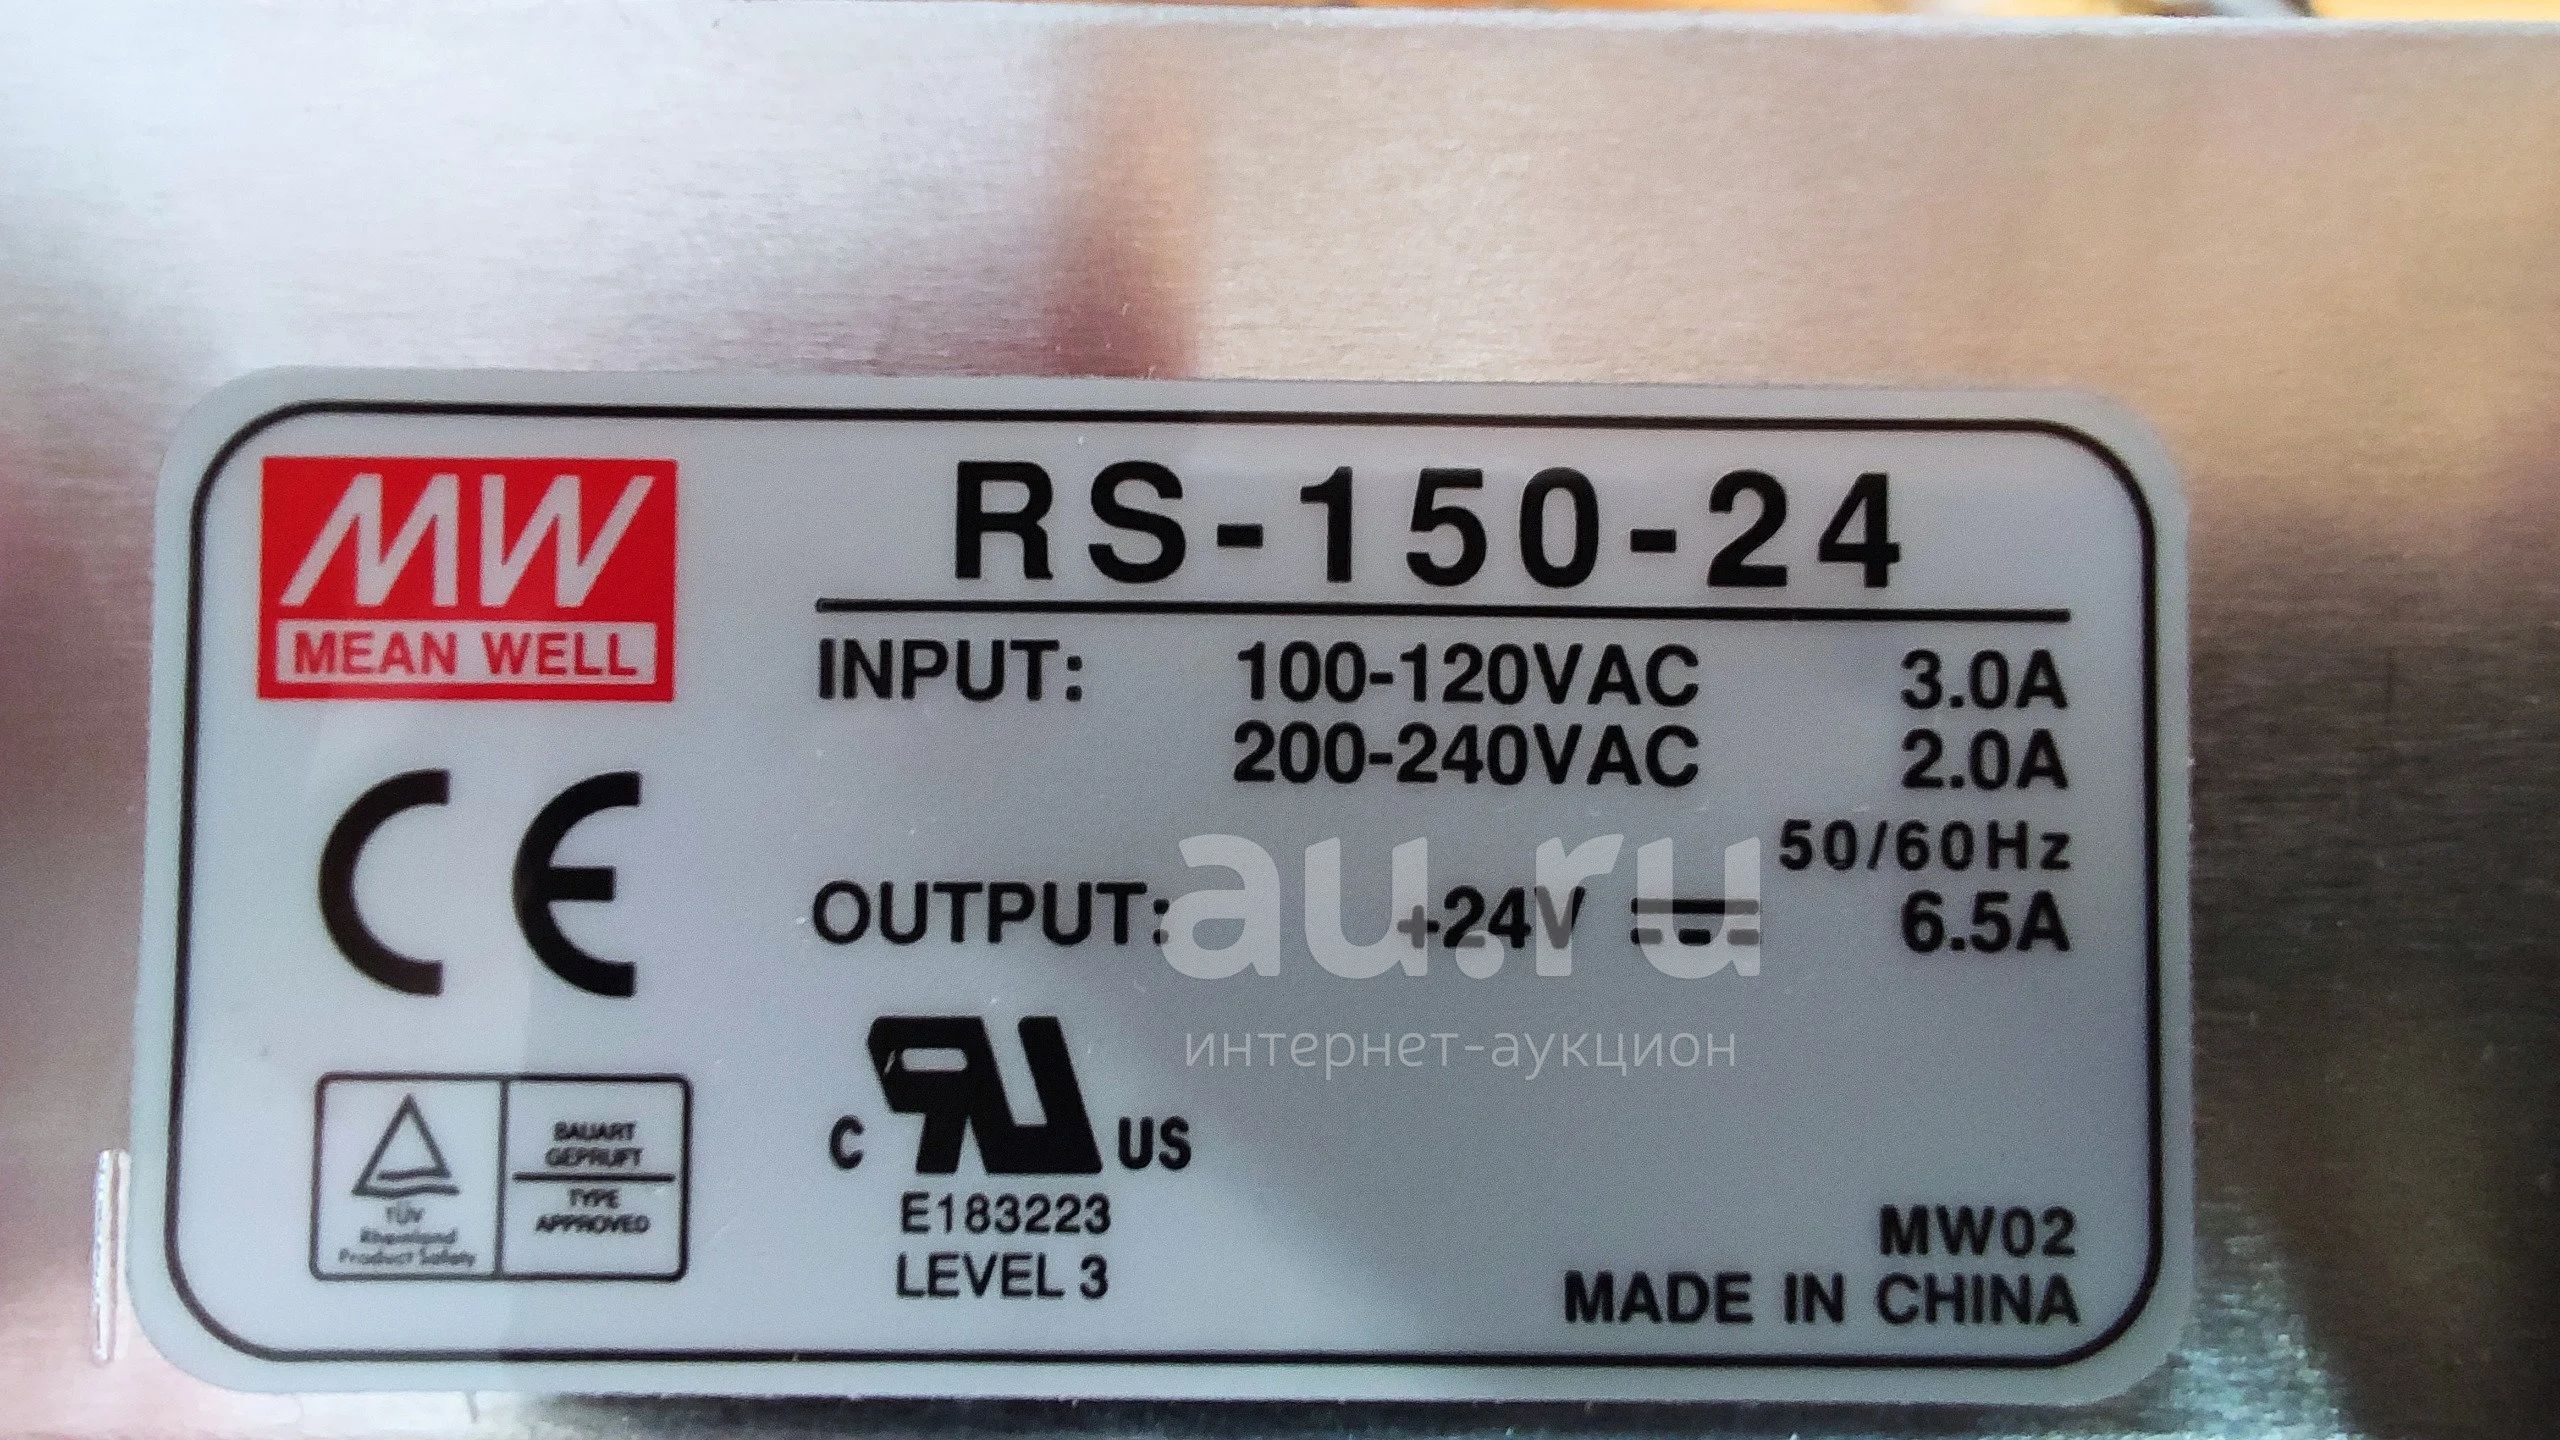 MW
MEAN WELL
RS-150-24
INPUT: 100-120VAC 3.0A
200-240VAC 2.0A
50/60Hz
OUTPUT: +24V 6.5A
CE
au.ru
интернет-аукцион
TÜV
Rheinland
Product Safety
BAUART
GEPRUFT
TYPE
APPROVED
C RU US
E183223
LEVEL 3
MW02
MADE IN CHINA